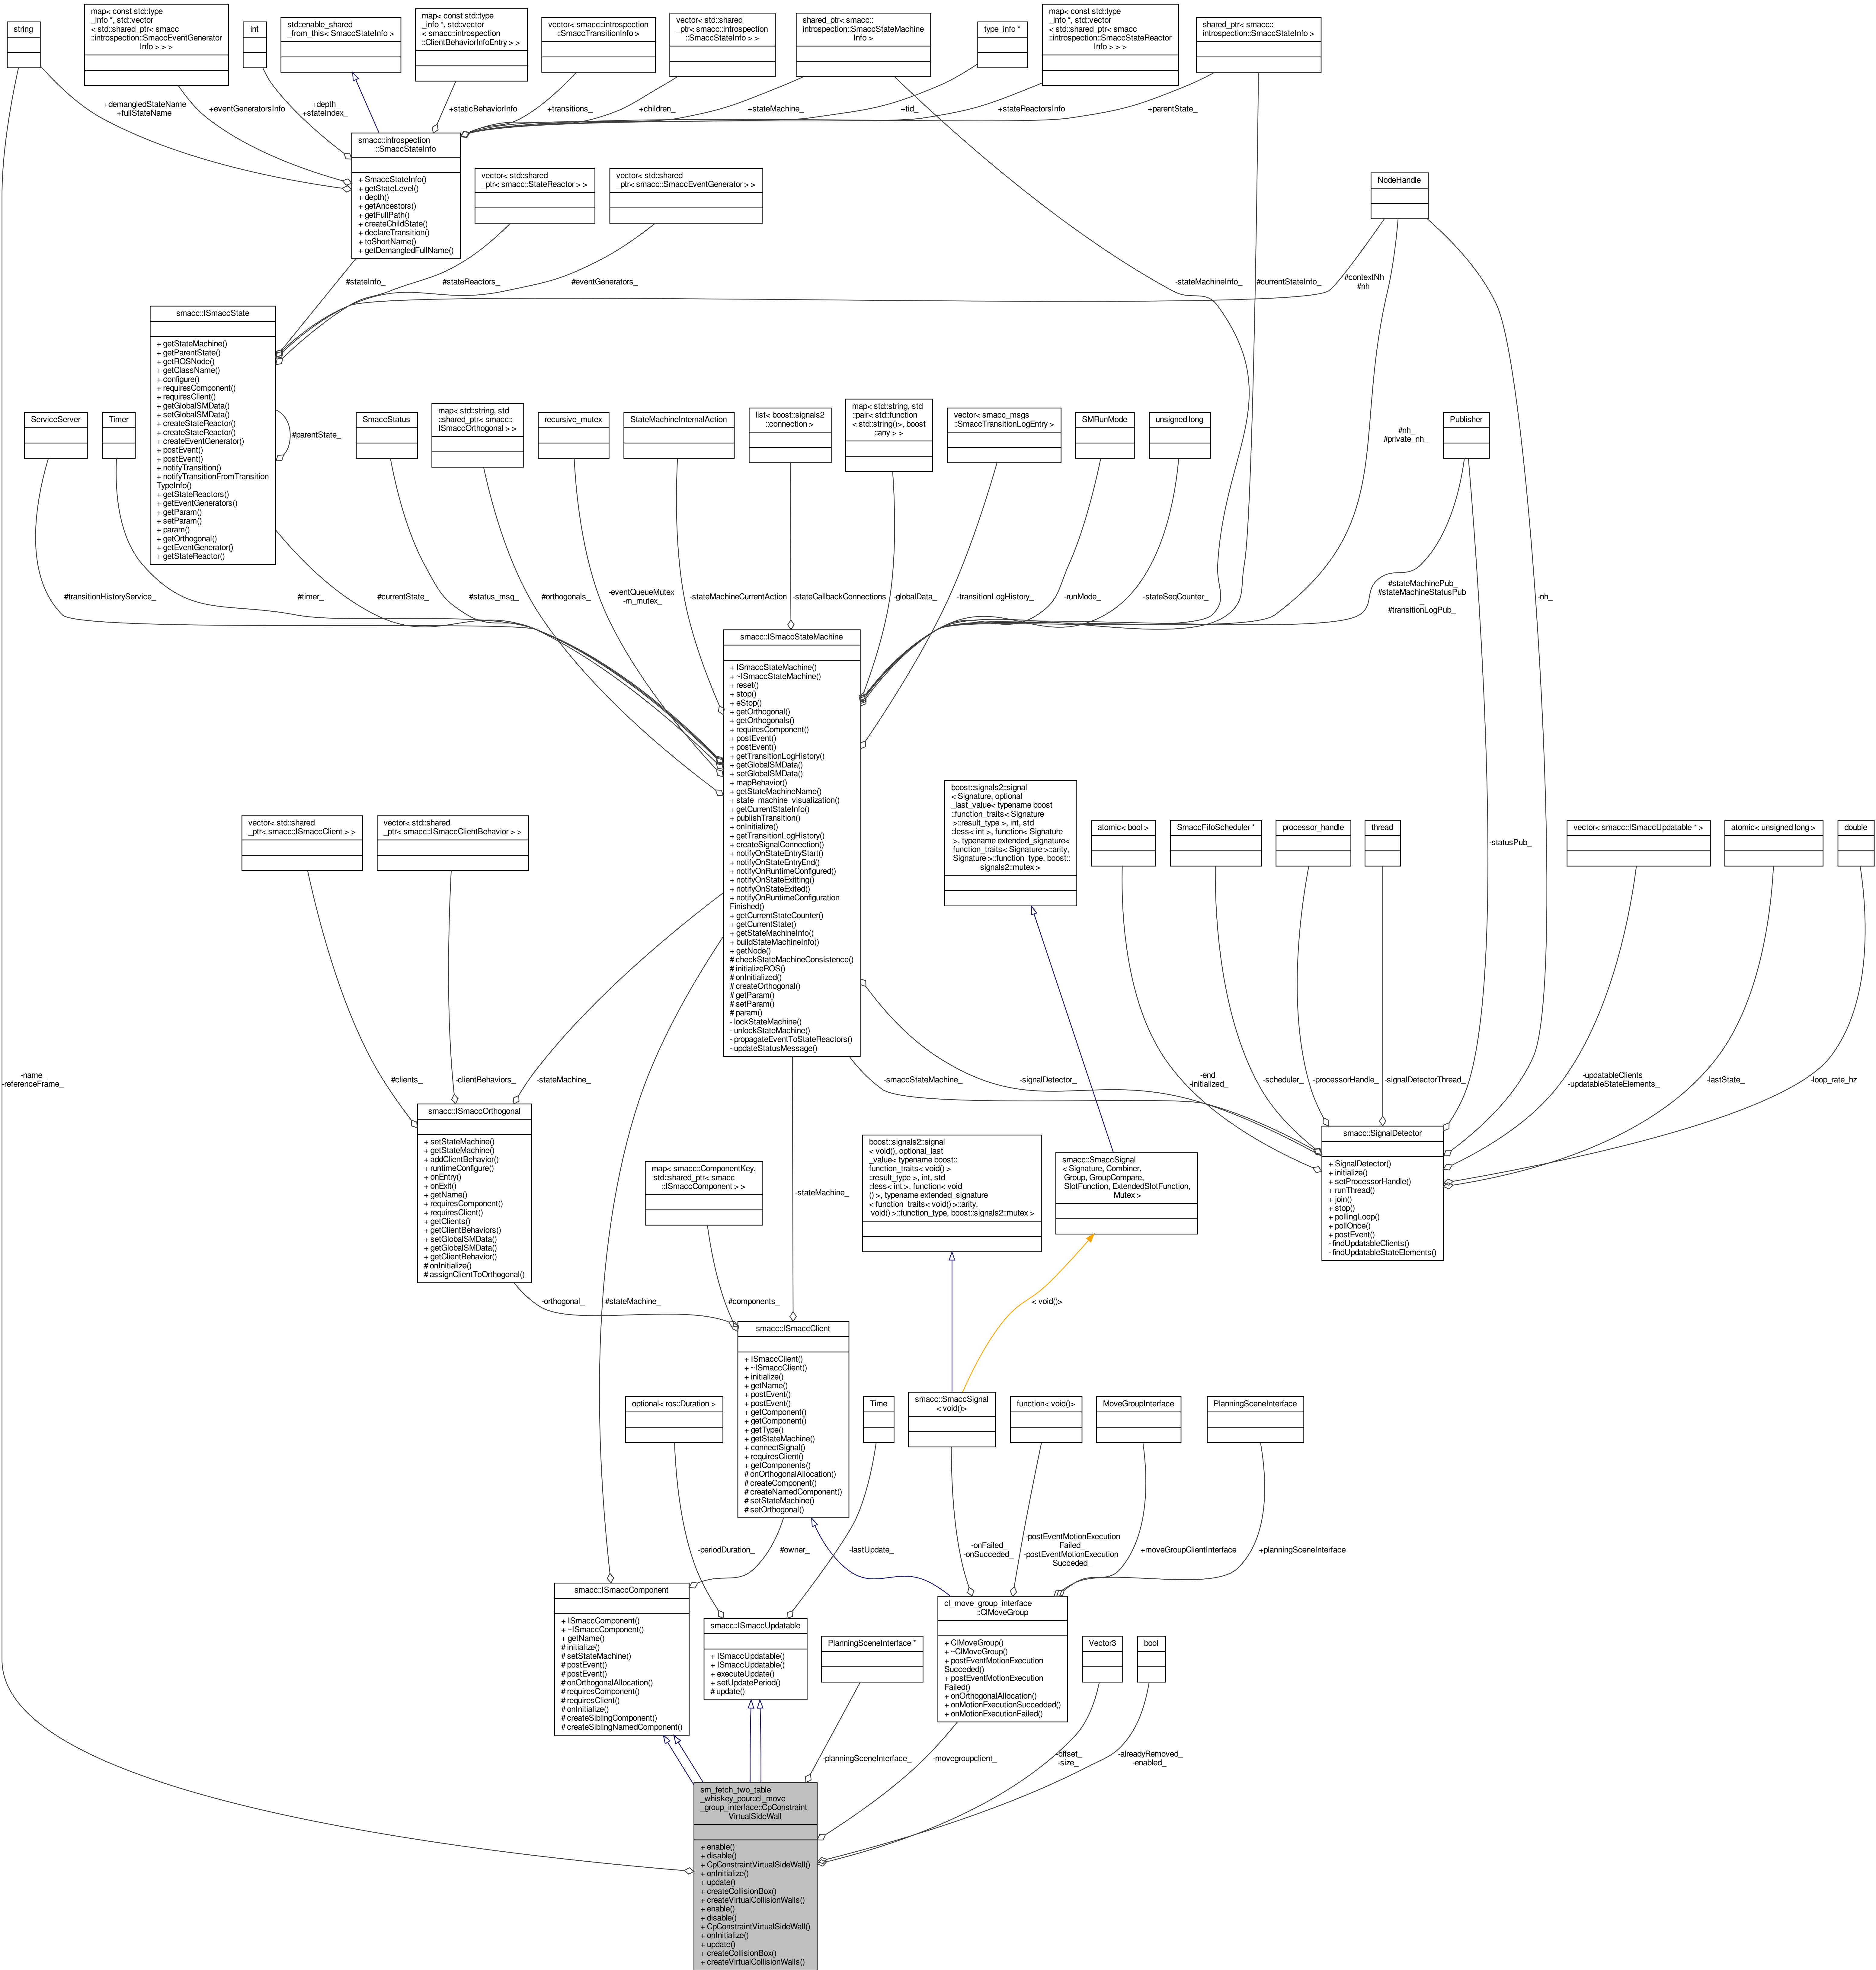 string
map< const std::type
_info *, std::vector
< std::shared_ptr< smacc
::introspection::SmaccEventGenerator
Info > > >
int
std::enable_shared
_from_this< SmaccStateInfo >
map< const std::type
_info *, std::vector
< smacc::introspection
::ClientBehaviorInfoEntry > >
vector< smacc::introspection
::SmaccTransitionInfo >
vector< std::shared
_ptr< smacc::introspection
::SmaccStateInfo > >
shared_ptr< smacc::
introspection::SmaccStateMachine
Info >
type_info *
map< const std::type
_info *, std::vector
< std::shared_ptr< smacc
::introspection::SmaccStateReactor
Info > > >
shared_ptr< smacc::
introspection::SmaccStateInfo >
+demangledStateName
+fullStateName
+eventGeneratorsInfo
+depth_
+stateIndex_
+staticBehaviorInfo
+transitions_
+children_
+stateMachine_
+tid_
+stateReactorsInfo
+parentState_
smacc::introspection
::SmaccStateInfo
+ SmaccStateInfo()
+ getStateLevel()
+ depth()
+ getAncestors()
+ getFullPath()
+ createChildState()
+ declareTransition()
+ toShortName()
+ getDemangledFullName()
vector< std::shared
_ptr< smacc::StateReactor > >
vector< std::shared
_ptr< smacc::SmaccEventGenerator > >
NodeHandle
#stateInfo_
#stateReactors_
#eventGenerators_
-stateMachineInfo_
#currentStateInfo_
#contextNh
#nh
smacc::ISmaccState
+ getStateMachine()
+ getParentState()
+ getROSNode()
+ getClassName()
+ configure()
+ requiresComponent()
+ requiresClient()
+ getGlobalSMData()
+ setGlobalSMData()
+ createStateReactor()
+ createStateReactor()
+ createEventGenerator()
+ postEvent()
+ postEvent()
+ notifyTransition()
+ notifyTransitionFromTransition
TypeInfo()
+ getStateReactors()
+ getEventGenerators()
+ getParam()
+ setParam()
+ param()
+ getOrthogonal()
+ getEventGenerator()
+ getStateReactor()
#parentState_
ServiceServer
Timer
SmaccStatus
map< std::string, std
::shared_ptr< smacc::
ISmaccOrthogonal > >
recursive_mutex
StateMachineInternalAction
list< boost::signals2
::connection >
map< std::string, std
::pair< std::function
< std::string()>, boost
::any > >
vector< smacc_msgs
::SmaccTransitionLogEntry >
SMRunMode
unsigned long
#nh_
#private_nh_
Publisher
#transitionHistoryService_
#timer_
#currentState_
#status_msg_
#orthogonals_
-eventQueueMutex_
-m_mutex_
-stateMachineCurrentAction
-stateCallbackConnections
-globalData_
-transitionLogHistory_
-runMode_
-stateSeqCounter_
#stateMachinePub_
#stateMachineStatusPub
_
#transitionLogPub_
-nh_
smacc::ISmaccStateMachine
+ ISmaccStateMachine()
+ ~ISmaccStateMachine()
+ reset()
+ stop()
+ eStop()
+ getOrthogonal()
+ getOrthogonals()
+ requiresComponent()
+ postEvent()
+ postEvent()
+ getTransitionLogHistory()
+ getGlobalSMData()
+ setGlobalSMData()
+ mapBehavior()
+ getStateMachineName()
+ state_machine_visualization()
+ getCurrentStateInfo()
+ publishTransition()
+ onInitialize()
+ getTransitionLogHistory()
+ createSignalConnection()
+ notifyOnStateEntryStart()
+ notifyOnStateEntryEnd()
+ notifyOnRuntimeConfigured()
+ notifyOnStateExitting()
+ notifyOnStateExited()
+ notifyOnRuntimeConfiguration
Finished()
+ getCurrentStateCounter()
+ getCurrentState()
+ getStateMachineInfo()
+ buildStateMachineInfo()
+ getNode()
# checkStateMachineConsistence()
# initializeROS()
# onInitialized()
# createOrthogonal()
# getParam()
# setParam()
# param()
- lockStateMachine()
- unlockStateMachine()
- propagateEventToStateReactors()
- updateStatusMessage()
boost::signals2::signal
< Signature, optional
_last_value< typename boost
::function_traits< Signature
>::result_type >, int, std
::less< int >, function< Signature
>, typename extended_signature<
function_traits< Signature >::arity,
Signature >::function_type, boost::
signals2::mutex >
vector< std::shared
_ptr< smacc::ISmaccClient > >
vector< std::shared
_ptr< smacc::ISmaccClientBehavior > >
atomic< bool >
SmaccFifoScheduler *
processor_handle
thread
-statusPub_
vector< smacc::ISmaccUpdatable * >
atomic< unsigned long >
double
-name_
-referenceFrame_
#clients_
-clientBehaviors_
-stateMachine_
-smaccStateMachine_
-signalDetector_
-end_
-initialized_
-scheduler_
-processorHandle_
-signalDetectorThread_
-updatableClients_
-updatableStateElements_
-lastState_
-loop_rate_hz
smacc::ISmaccOrthogonal
+ setStateMachine()
+ getStateMachine()
+ addClientBehavior()
+ runtimeConfigure()
+ onEntry()
+ onExit()
+ getName()
+ requiresComponent()
+ requiresClient()
+ getClients()
+ getClientBehaviors()
+ setGlobalSMData()
+ getGlobalSMData()
+ getClientBehavior()
# onInitialize()
# assignClientToOrthogonal()
map< smacc::ComponentKey,
std::shared_ptr< smacc
::ISmaccComponent > >
-stateMachine_
boost::signals2::signal
< void(), optional_last
_value< typename boost::
function_traits< void() >
::result_type >, int, std
::less< int >, function< void
() >, typename extended_signature
< function_traits< void() >::arity,
void() >::function_type, boost::signals2::mutex >
smacc::SmaccSignal
< Signature, Combiner,
Group, GroupCompare,
SlotFunction, ExtendedSlotFunction,
Mutex >
smacc::SignalDetector
+ SignalDetector()
+ initialize()
+ setProcessorHandle()
+ runThread()
+ join()
+ stop()
+ pollingLoop()
+ pollOnce()
+ postEvent()
- findUpdatableClients()
- findUpdatableStateElements()
-orthogonal_
#stateMachine_
#components_
< void()>
smacc::ISmaccClient
+ ISmaccClient()
+ ~ISmaccClient()
+ initialize()
+ getName()
+ postEvent()
+ postEvent()
+ getComponent()
+ getComponent()
+ getType()
+ getStateMachine()
+ connectSignal()
+ requiresClient()
+ getComponents()
# onOrthogonalAllocation()
# createComponent()
# createNamedComponent()
# setStateMachine()
# setOrthogonal()
optional< ros::Duration >
Time
smacc::SmaccSignal
< void()>
function< void()>
MoveGroupInterface
PlanningSceneInterface
-periodDuration_
#owner_
-lastUpdate_
-onFailed_
-onSucceded_
-postEventMotionExecution
Failed_
-postEventMotionExecution
Succeded_
+moveGroupClientInterface
+planningSceneInterface
smacc::ISmaccComponent
+ ISmaccComponent()
+ ~ISmaccComponent()
+ getName()
# initialize()
# setStateMachine()
# postEvent()
# postEvent()
# onOrthogonalAllocation()
# requiresComponent()
# requiresClient()
# onInitialize()
# createSiblingComponent()
# createSiblingNamedComponent()
smacc::ISmaccUpdatable
+ ISmaccUpdatable()
+ ISmaccUpdatable()
+ executeUpdate()
+ setUpdatePeriod()
# update()
PlanningSceneInterface *
cl_move_group_interface
::ClMoveGroup
+ ClMoveGroup()
+ ~ClMoveGroup()
+ postEventMotionExecution
Succeded()
+ postEventMotionExecution
Failed()
+ onOrthogonalAllocation()
+ onMotionExecutionSuccedded()
+ onMotionExecutionFailed()
Vector3
bool
-planningSceneInterface_
-movegroupclient_
-offset_
-size_
-alreadyRemoved_
-enabled_
sm_fetch_two_table
_whiskey_pour::cl_move
_group_interface::CpConstraint
VirtualSideWall
+ enable()
+ disable()
+ CpConstraintVirtualSideWall()
+ onInitialize()
+ update()
+ createCollisionBox()
+ createVirtualCollisionWalls()
+ enable()
+ disable()
+ CpConstraintVirtualSideWall()
+ onInitialize()
+ update()
+ createCollisionBox()
+ createVirtualCollisionWalls()